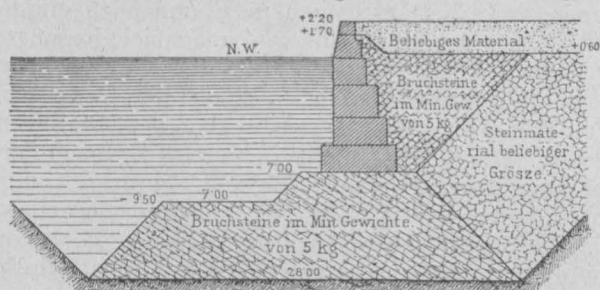 +2'20
+1'70
N.W.
Beliebiges Material
+0'60
Bruchsteine
im Min. Gew.
von 5 kg
Steinmate-
rial beliebiger
Grösze.
- 7'00
- 9'50
7'00
Bruchsteine im Min. Gewichte.
von 5 kg
28'00